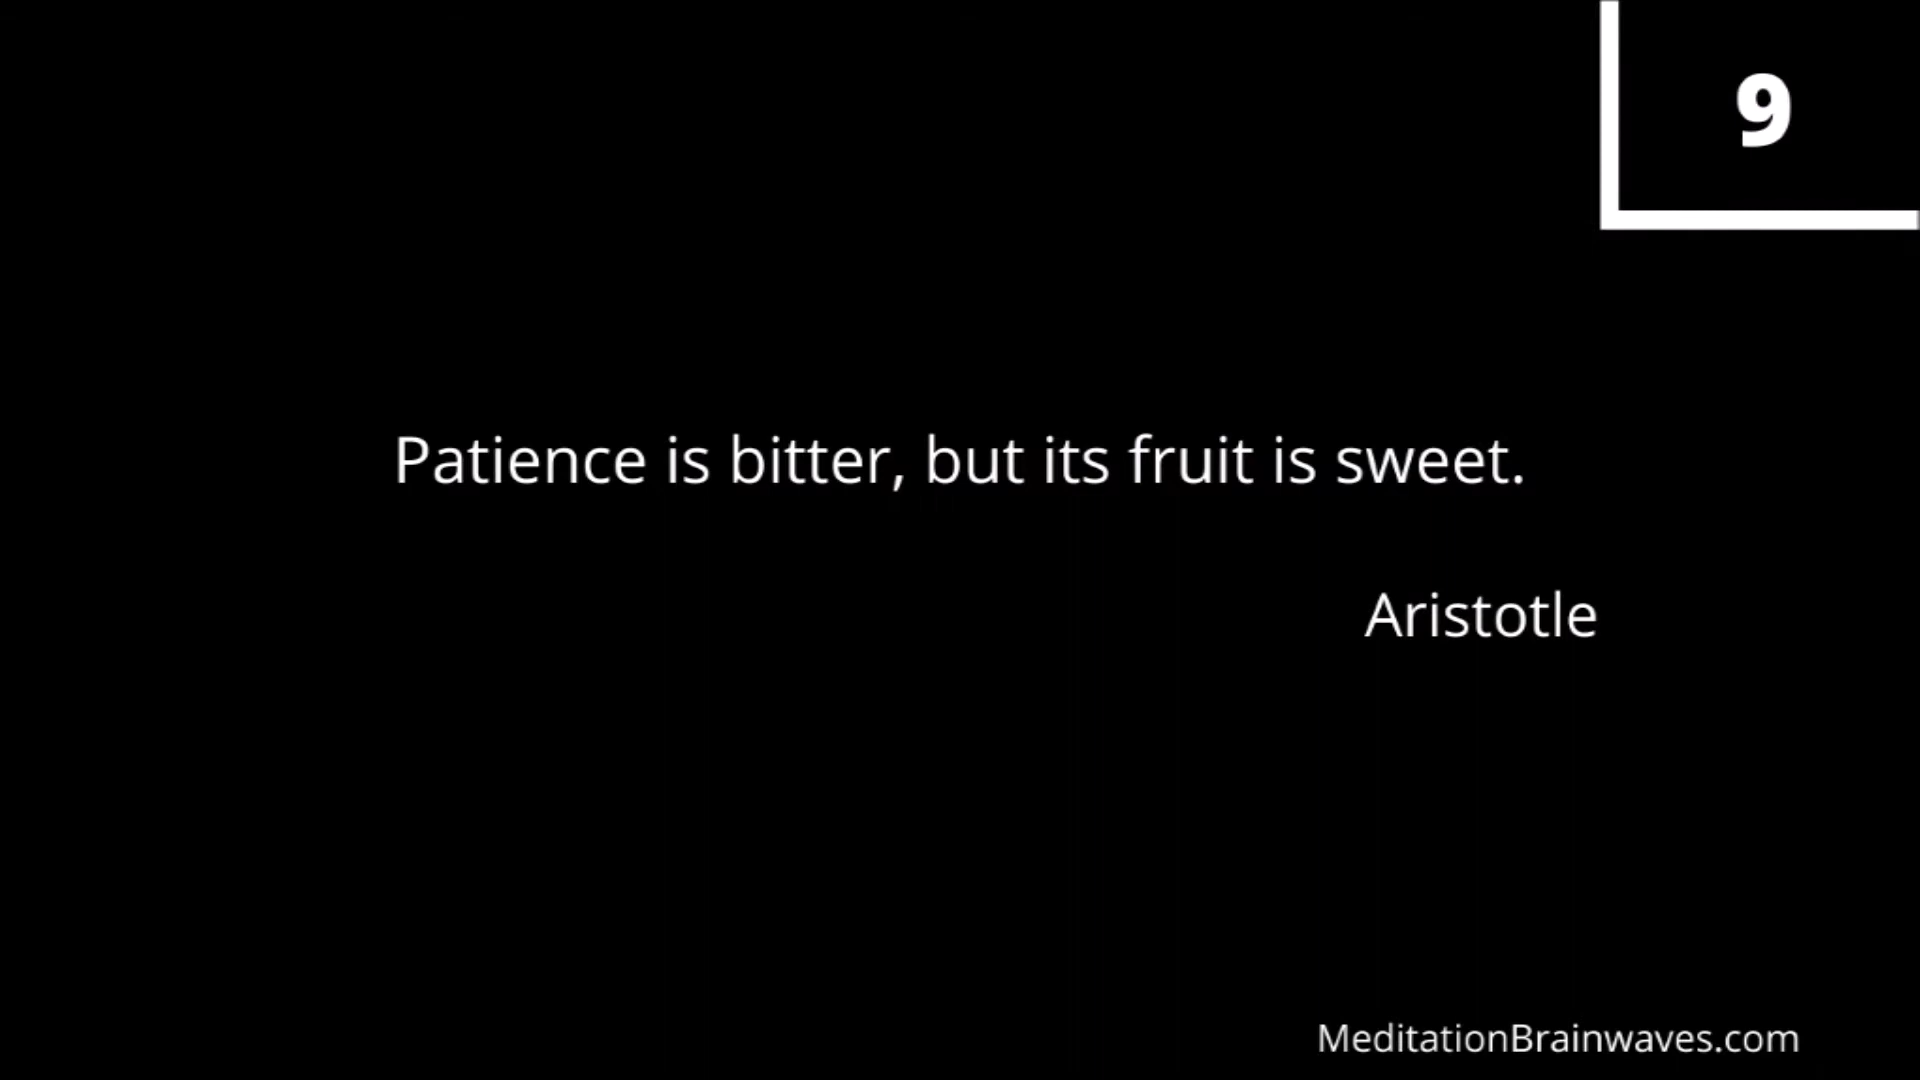 9
Patience is bitter, but its fruit is sweet.
Aristotle
MeditationBrainwaves.com